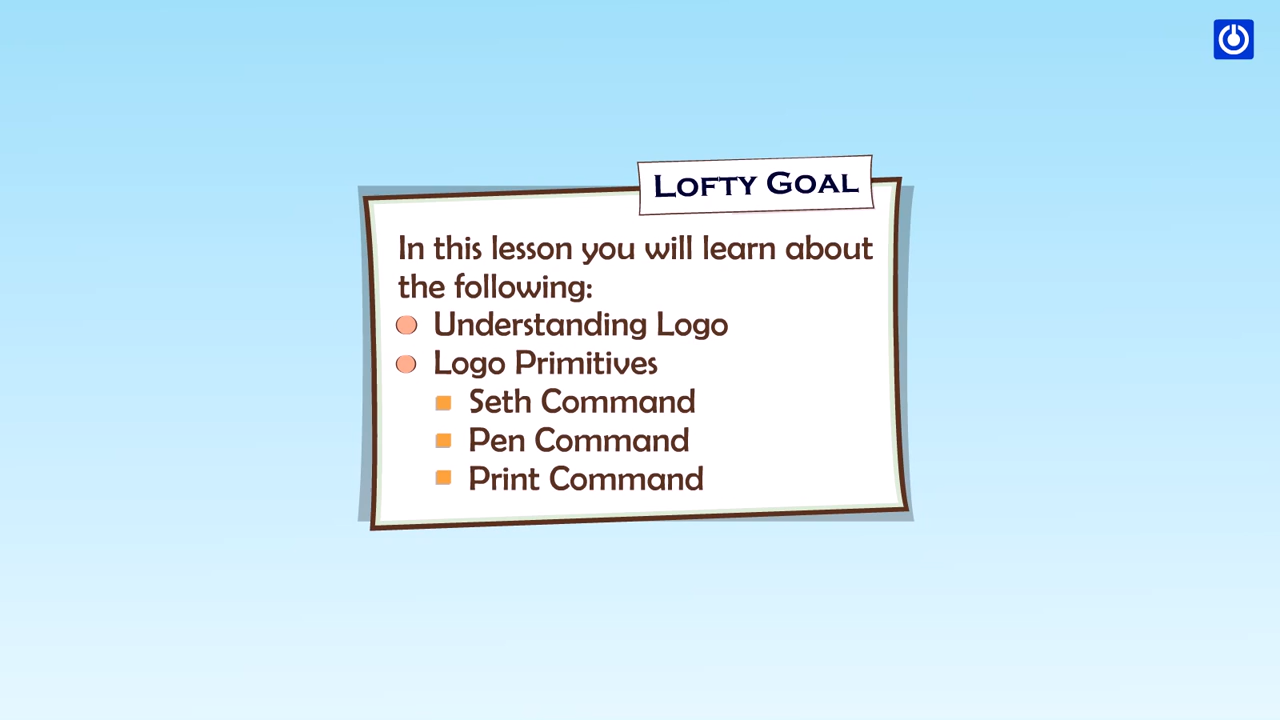 LOFTY GOAL
In this lesson you will learn about
the following:
Understanding Logo
Logo Primitives
Seth Command
Pen Command
Print Command